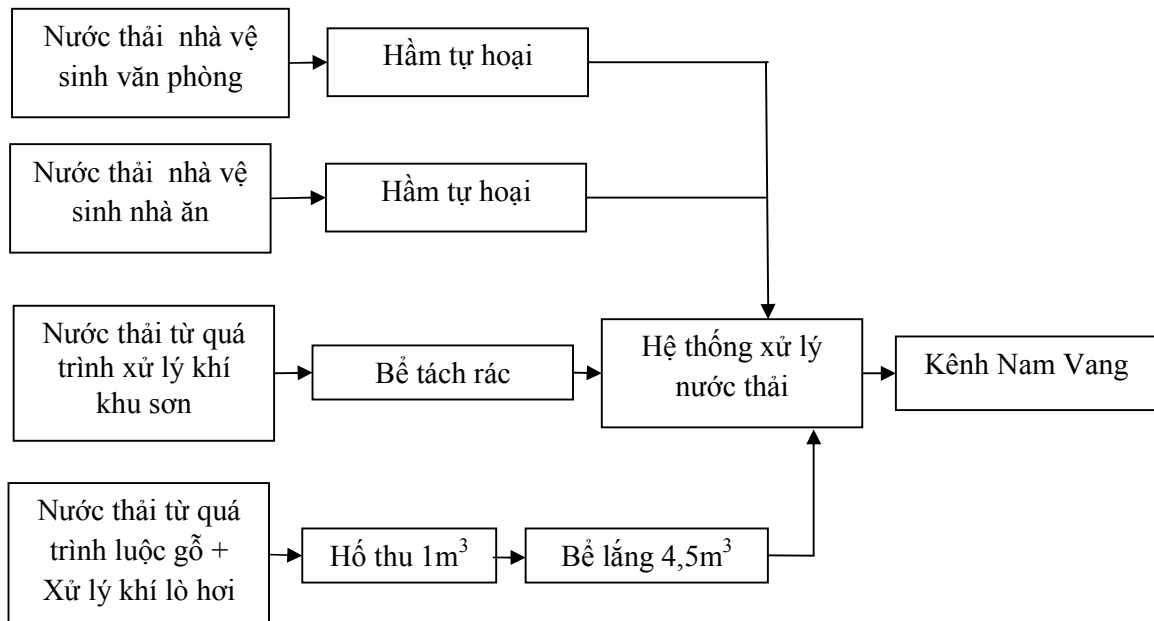 Nước thải nhà vệ
sinh văn phòng
Hầm tự hoại
Nước thải nhà vệ
sinh nhà ăn
Hầm tự hoại
Nước thải từ quá
trình xử lý khí
khu sơn
Bể tách rác
Hệ thống xử lý
nước thải
Kênh Nam Vang
Nước thải từ quá
trình luộc gỗ +
Xử lý khí lò hơi
Hố thu 1m³
Bể lắng 4,5m³